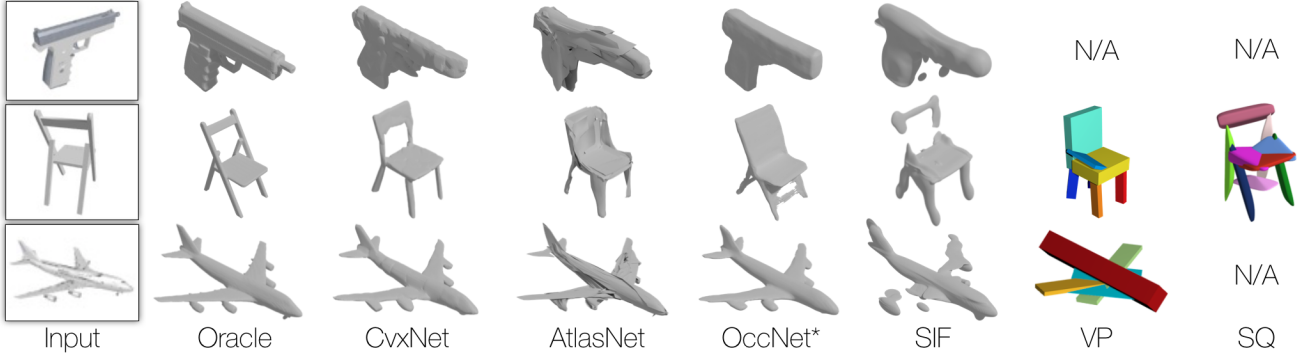 N/A N/A
N/A
Input Oracle CvxNet AtlasNet OccNet* SIF VP SQ